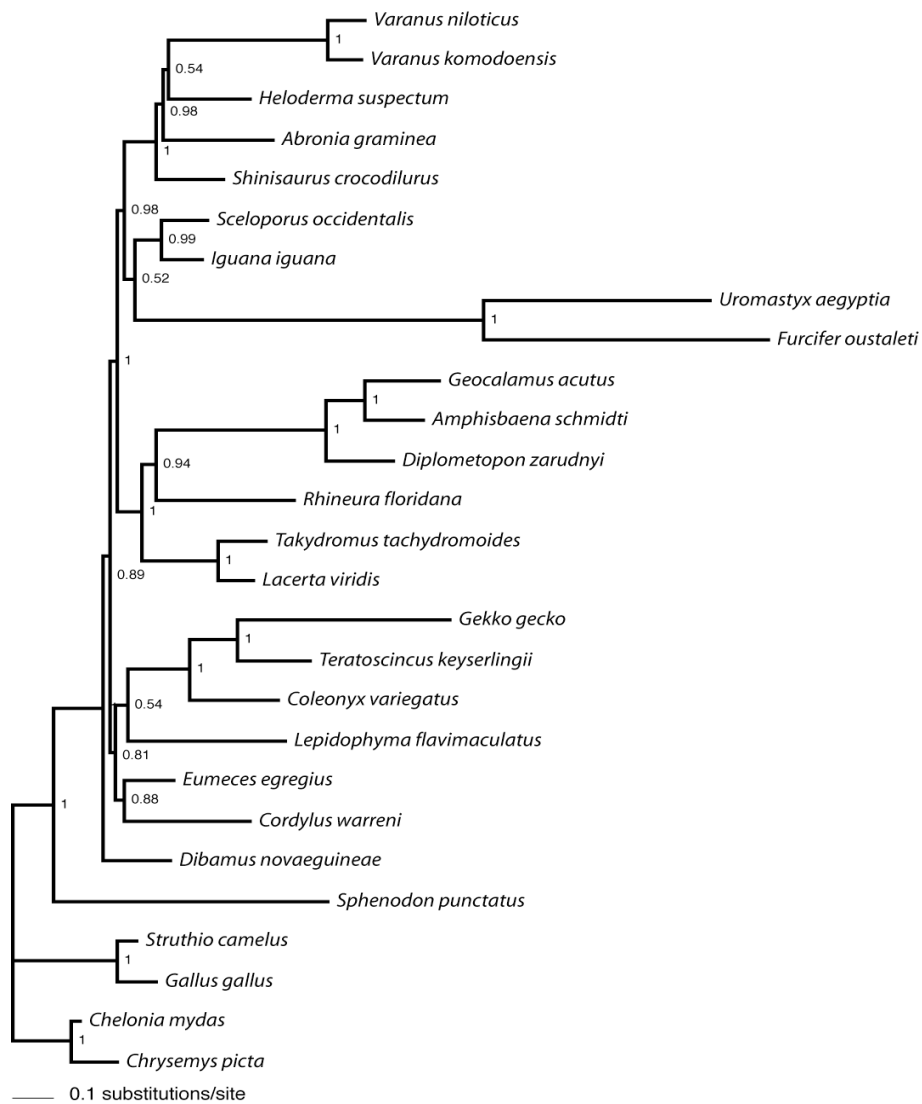 Varanus niloticus
1
Varanus komodoensis
0.54
Heloderma suspectum
0.98
Abronia graminea
1
Shinisaurus crocodilurus
0.98
Sceloporus occidentalis
0.99
Iguana iguana
0.52
Uromastyx aegyptia
1
Furcifer oustaleti
1
Geocalamus acutus
1
Amphisbaena schmidti
1
Diplometopon zarudnyi
0.94
Rhineura floridana
1
Takydromus tachydromoides
1
Lacerta viridis
0.89
Gekko gecko
1
Teratoscincus keyserlingii
1
Coleonyx variegatus
0.54
Lepidophyma flavimaculatus
0.81
Eumeces egregius
0.88
1
Cordylus warreni
Dibamus novaeguineae
Sphenodon punctatus
Struthio camelus
1
Gallus gallus
Chelonia mydas
1
Chrysemys picta
0.1 substitutions/site